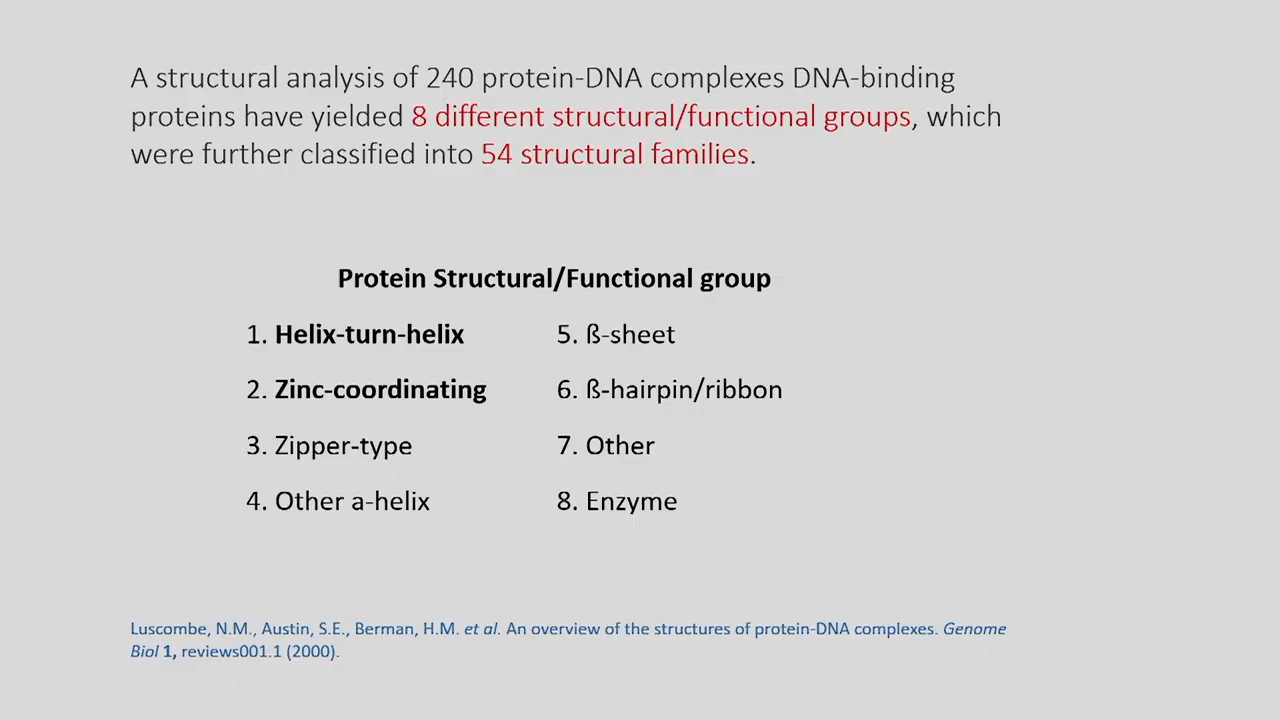 A structural analysis of 240 protein-DNA complexes DNA-binding
proteins have yielded 8 different structural/functional groups, which
were further classified into 54 structural families.
Protein Structural/Functional group
1. Helix-turn-helix
2. Zinc-coordinating
3. Zipper-type
4. Other a-helix
5. ß-sheet
6. ß-hairpin/ribbon
7. Other
8. Enzyme
Luscombe, N.M., Austin, S.E., Berman, H.M. et al. An overview of the structures of protein-DNA complexes. Genome
Biol 1, reviews001.1 (2000).